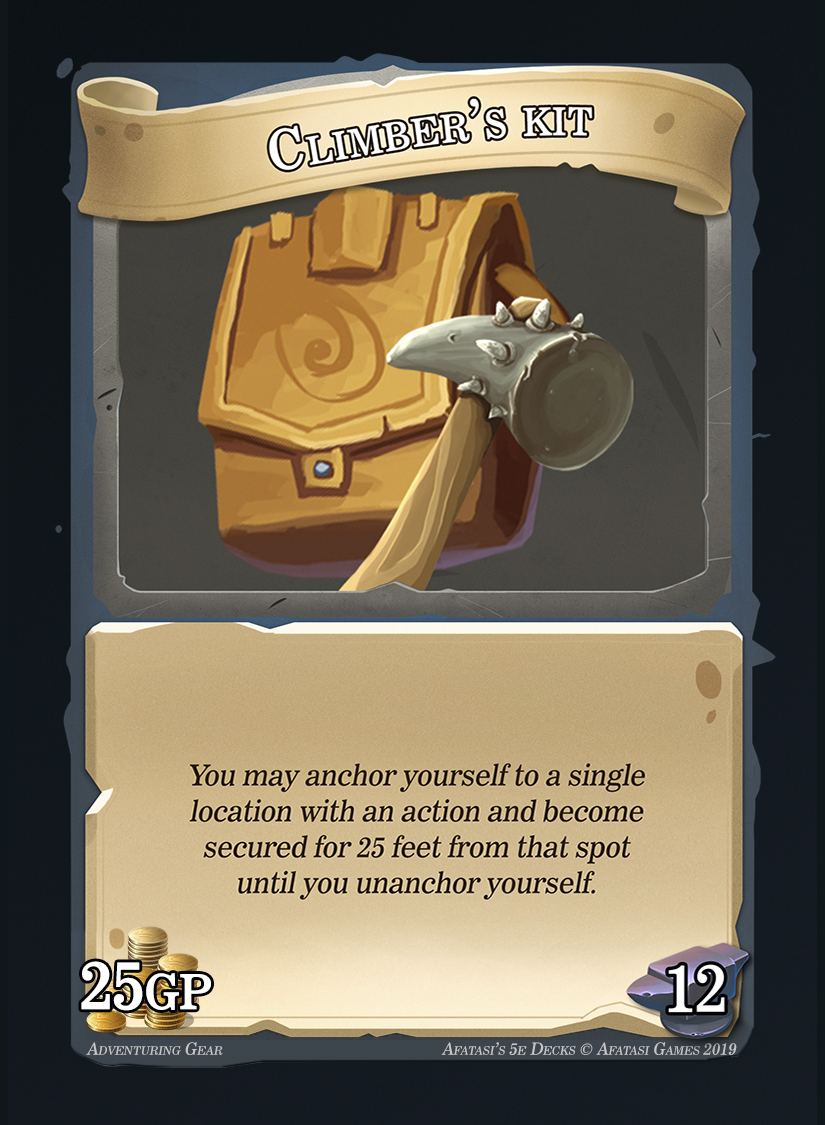 Climber's kit
You may anchor yourself to a single
location with an action and become
secured for 25 feet from that spot
until you unanchor yourself.
25GP
12
Adventuring Gear
Afatasi's 5e Decks © Afatasi Games 2019